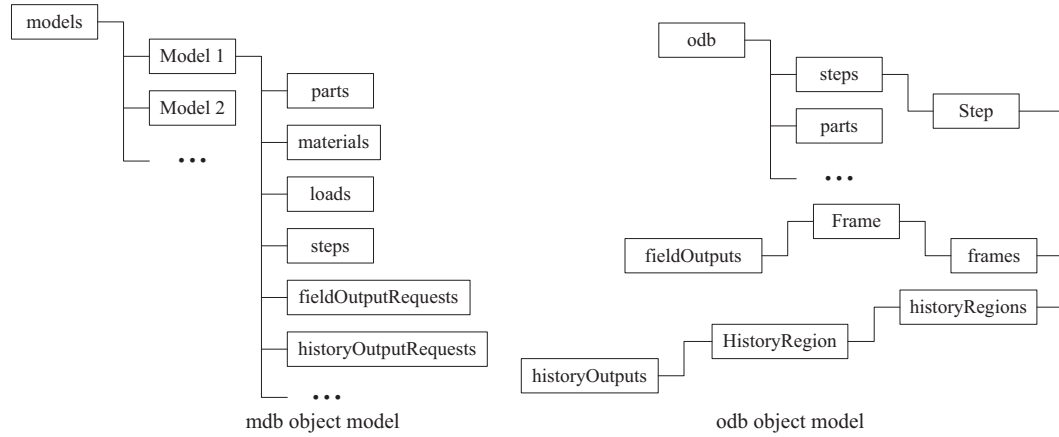 models
Model 1
Model 2
•••
parts
materials
loads
steps
fieldOutputRequests
historyOutputRequests
•••
mdb object model
odb
steps
Step
parts
•••
Frame
fieldOutputs
frames
historyRegions
HistoryRegion
historyOutputs
odb object model